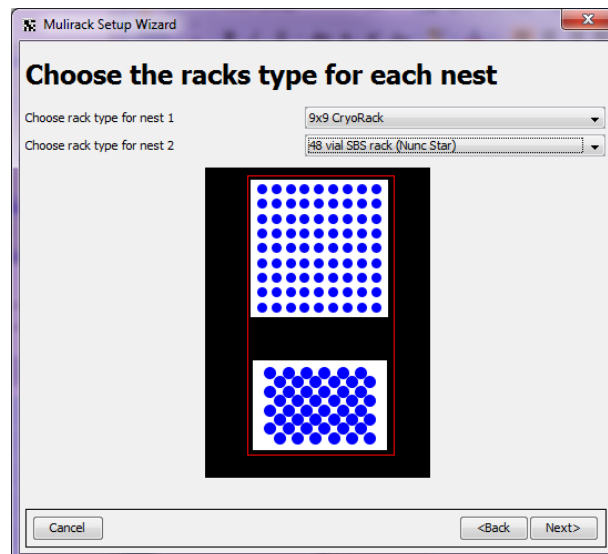 Mulirack Setup Wizard
Choose the racks type for each nest
Choose rack type for nest 1 9x9 CryoRack
Choose rack type for nest 2 48 vial SBS rack (Nunc Star)
Cancel <Back Next>